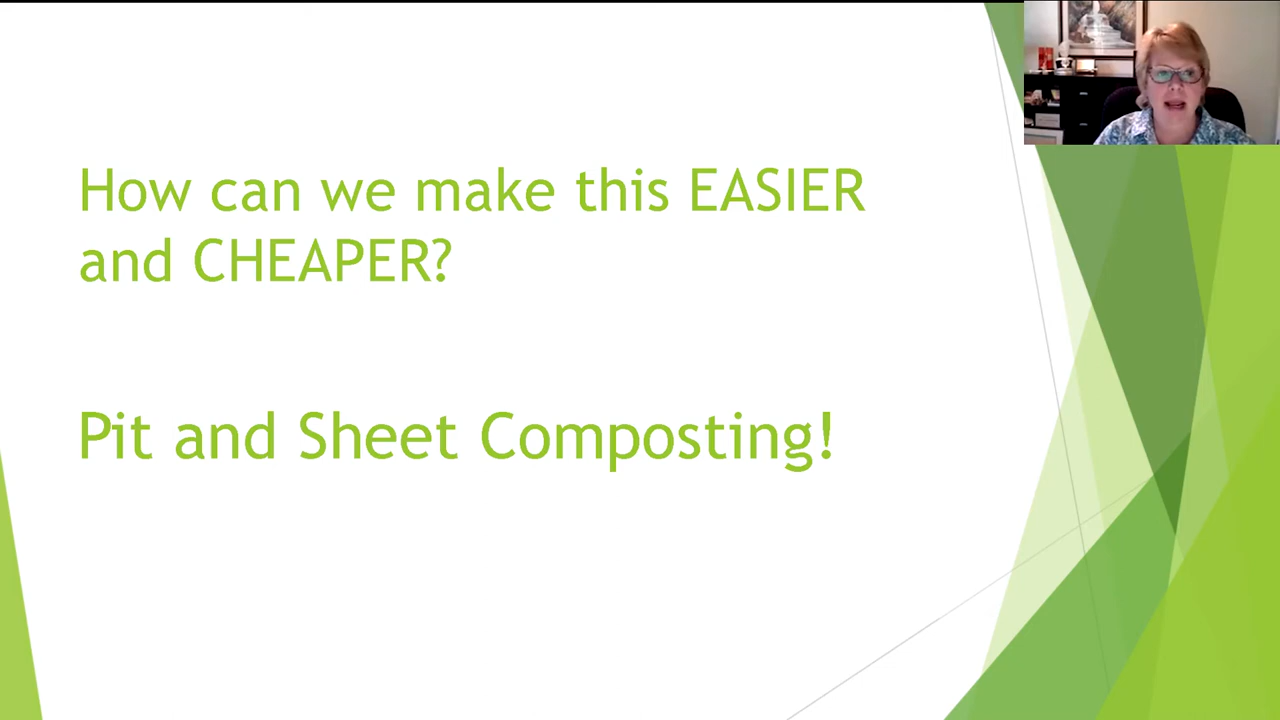 How can we make this EASIER
and CHEAPER?
Pit and Sheet Composting!